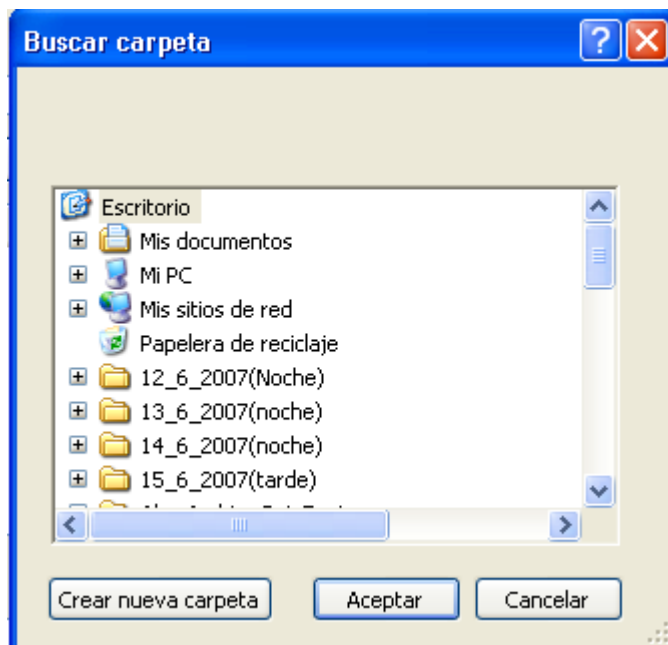 Buscar carpeta
Escritorio
Mis documentos
Mi PC
Mis sitios de red
Papelera de reciclaje
12_6_2007(Noche)
13_6_2007(noche)
14_6_2007(noche)
15_6_2007(tarde)
Crear nueva carpeta
Aceptar
Cancelar